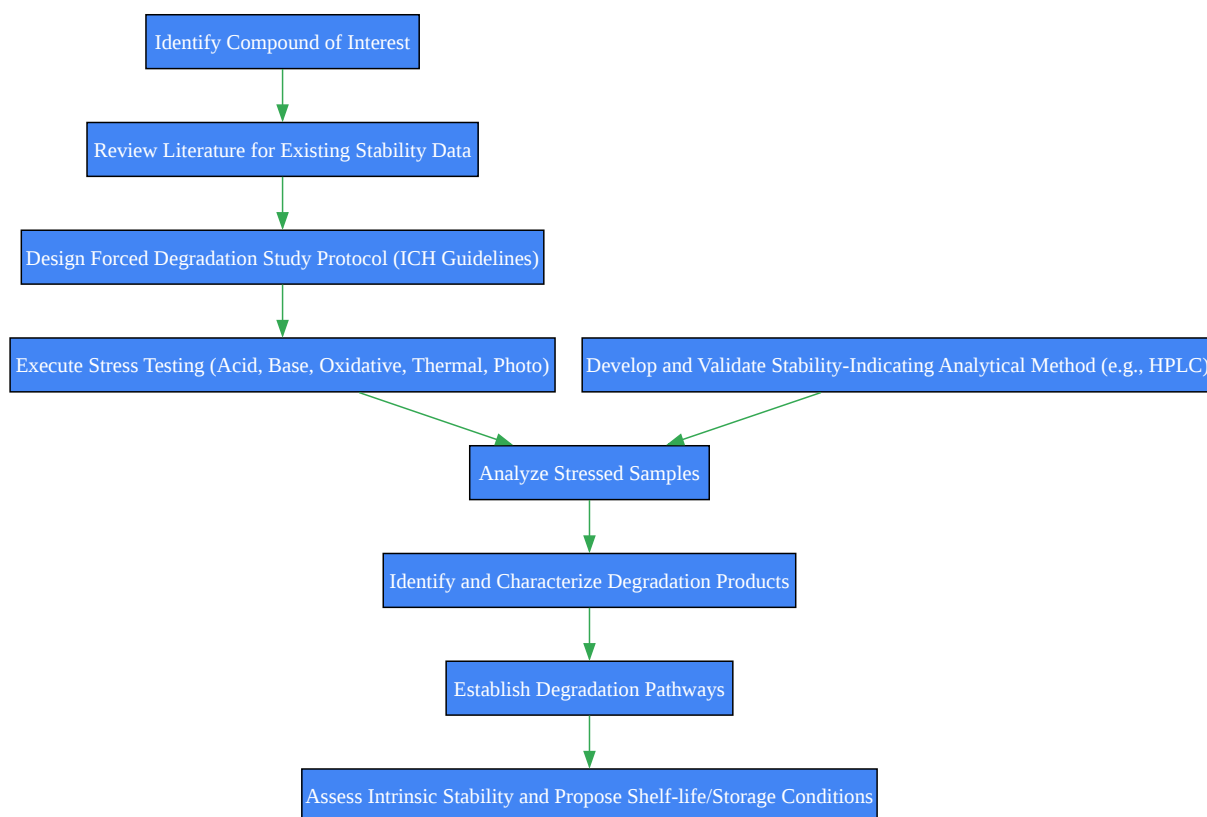 Identify Compound of Interest
Review Literature for Existing Stability Data
Design Forced Degradation Study Protocol (ICH Guidelines)
Execute Stress Testing (Acid, Base, Oxidative, Thermal, Photo)
Develop and Validate Stability-Indicating Analytical Method (e.g., HPLC)
Analyze Stressed Samples
Identify and Characterize Degradation Products
Establish Degradation Pathways
Assess Intrinsic Stability and Propose Shelf-life/Storage Conditions